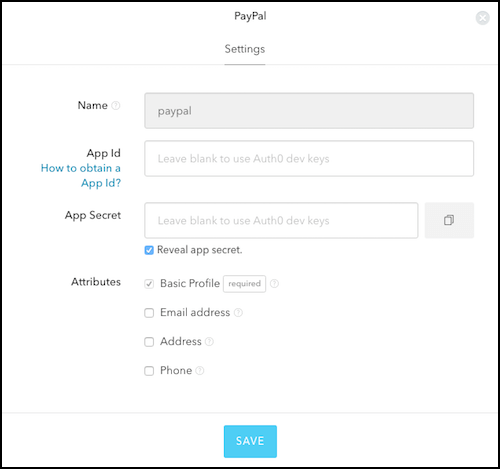 PayPal
Settings
Name
paypal
App Id
Leave blank to use Auth0 dev keys
How to obtain a
App Id?
App Secret
Leave blank to use Auth0 dev keys
Reveal app secret.
Attributes
Basic Profile required
Email address
Address
Phone
SAVE